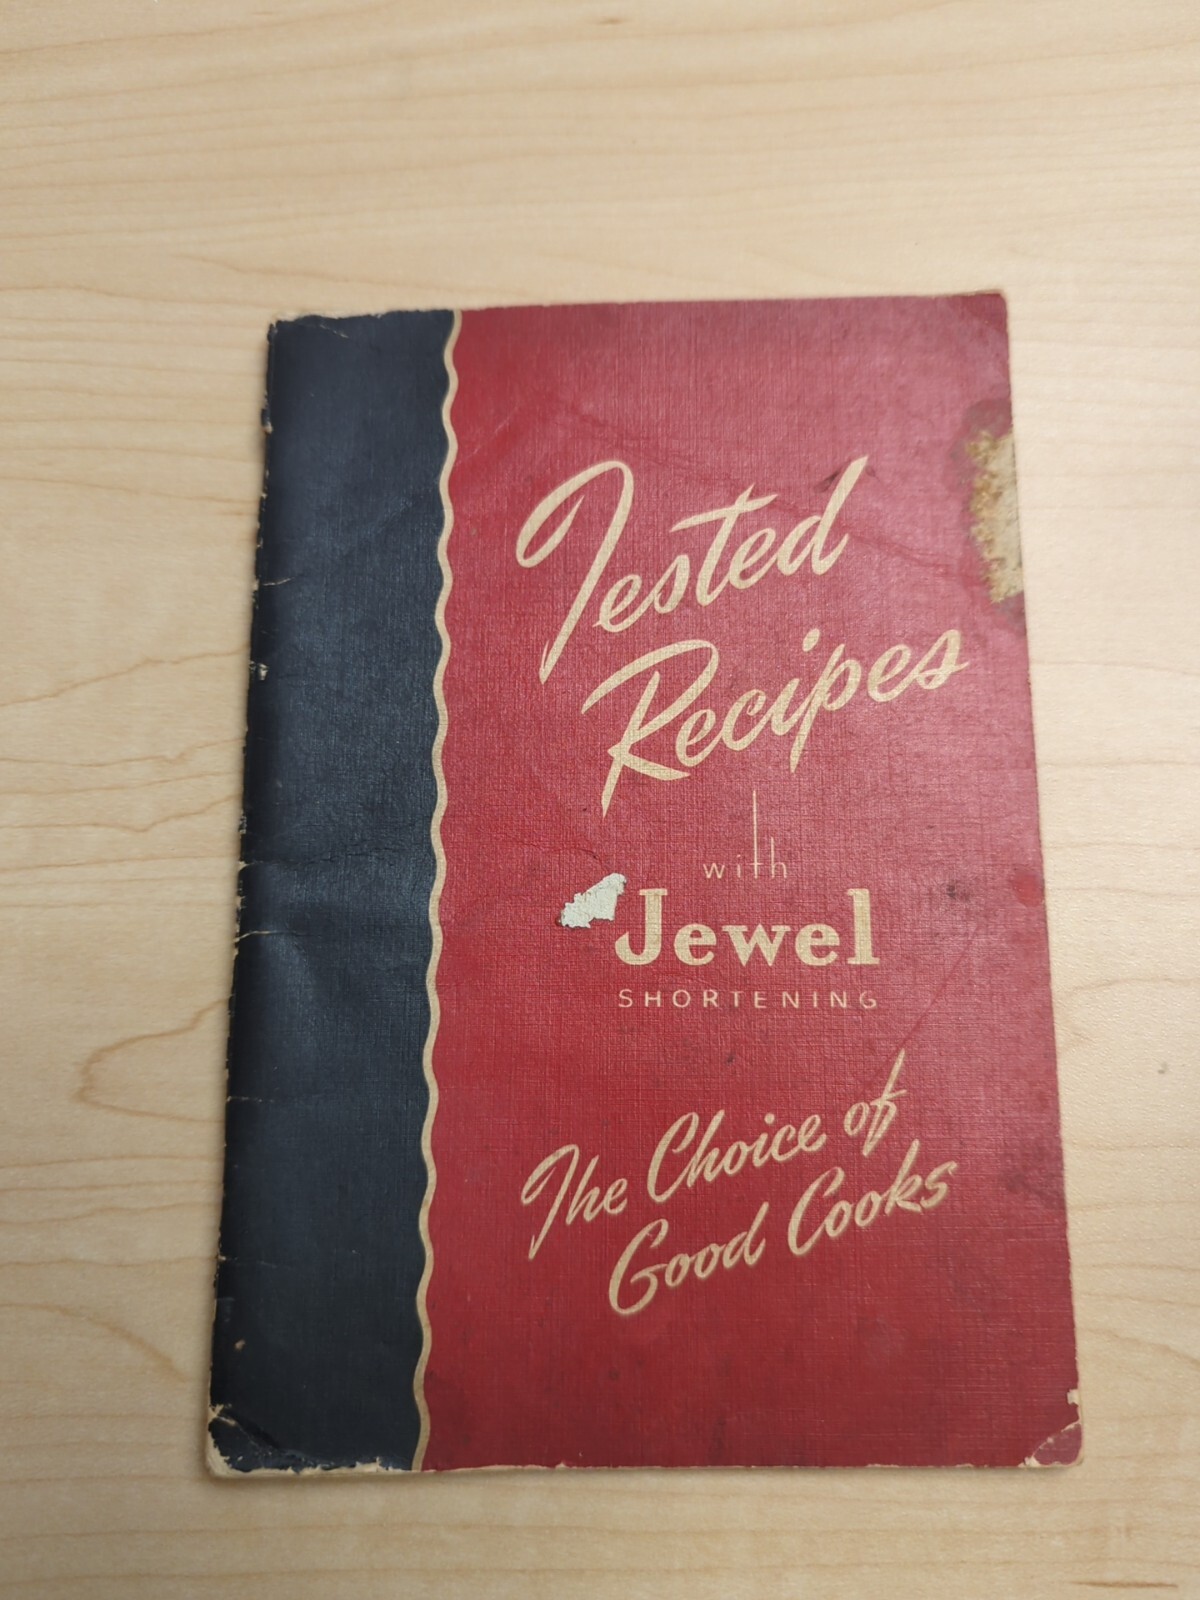 Tested
Recipes
with
Jewel
SHORTENING
The Choice of
Good Cooks